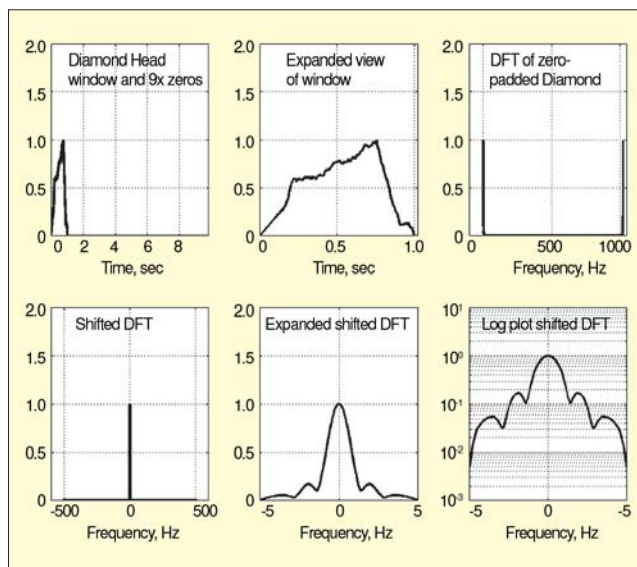 2.0
1.5
1.0
0.5
0
Diamond Head
window and 9x zeros
0 2 4 6 8
Time, sec
2.0
1.5
1.0
0.5
0
Expanded view
of window
0 0.5 1.0
Time, sec
2.0
1.5
1.0
0.5
0
DFT of zero-
padded Diamond
0 500 1000
Frequency, Hz
2.0
1.5
1.0
0.5
0
Shifted DFT
-500 0 500
Frequency, Hz
2.0
1.5
1.0
0.5
0
Expanded shifted DFT
-5 0 5
Frequency, Hz
10¹
10⁰
10⁻¹
10²
10³
Log plot shifted DFT
-5 0 -5
Frequency, Hz